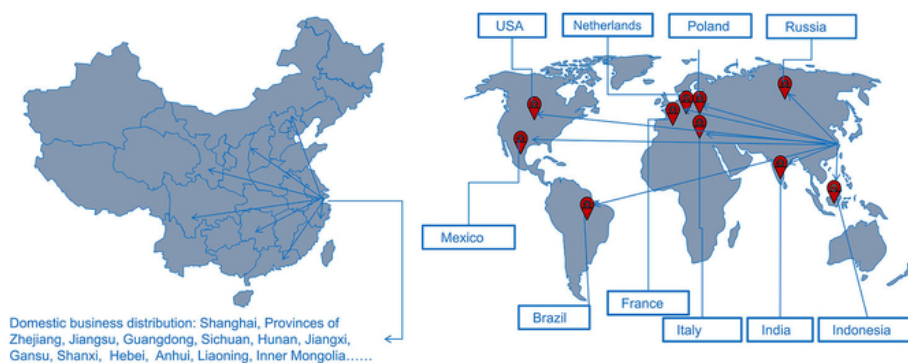 USA
Netherlands
Poland
Russia
Mexico
Brazil
France
Italy
India
Indonesia
Domestic business distribution: Shanghai, Provinces of
Zhejiang, Jiangsu, Guangdong, Sichuan, Hunan, Jiangxi,
Gansu, Shanxi, Hebei, Anhui, Liaoning, Inner Mongolia……